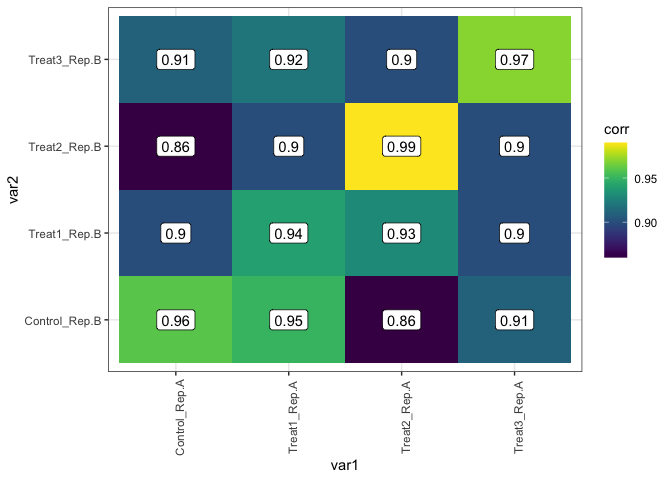 var2
Treat3_Rep.B
0.91 0.92 0.9 0.97
Treat2_Rep.B
0.86 0.9 0.99 0.9
Treat1_Rep.B
0.9 0.94 0.93 0.9
Control_Rep.B
0.96 0.95 0.86 0.91
Control_Rep.A
Treat1_Rep.A
Treat2_Rep.A
Treat3_Rep.A
var1
corr
0.95
0.90